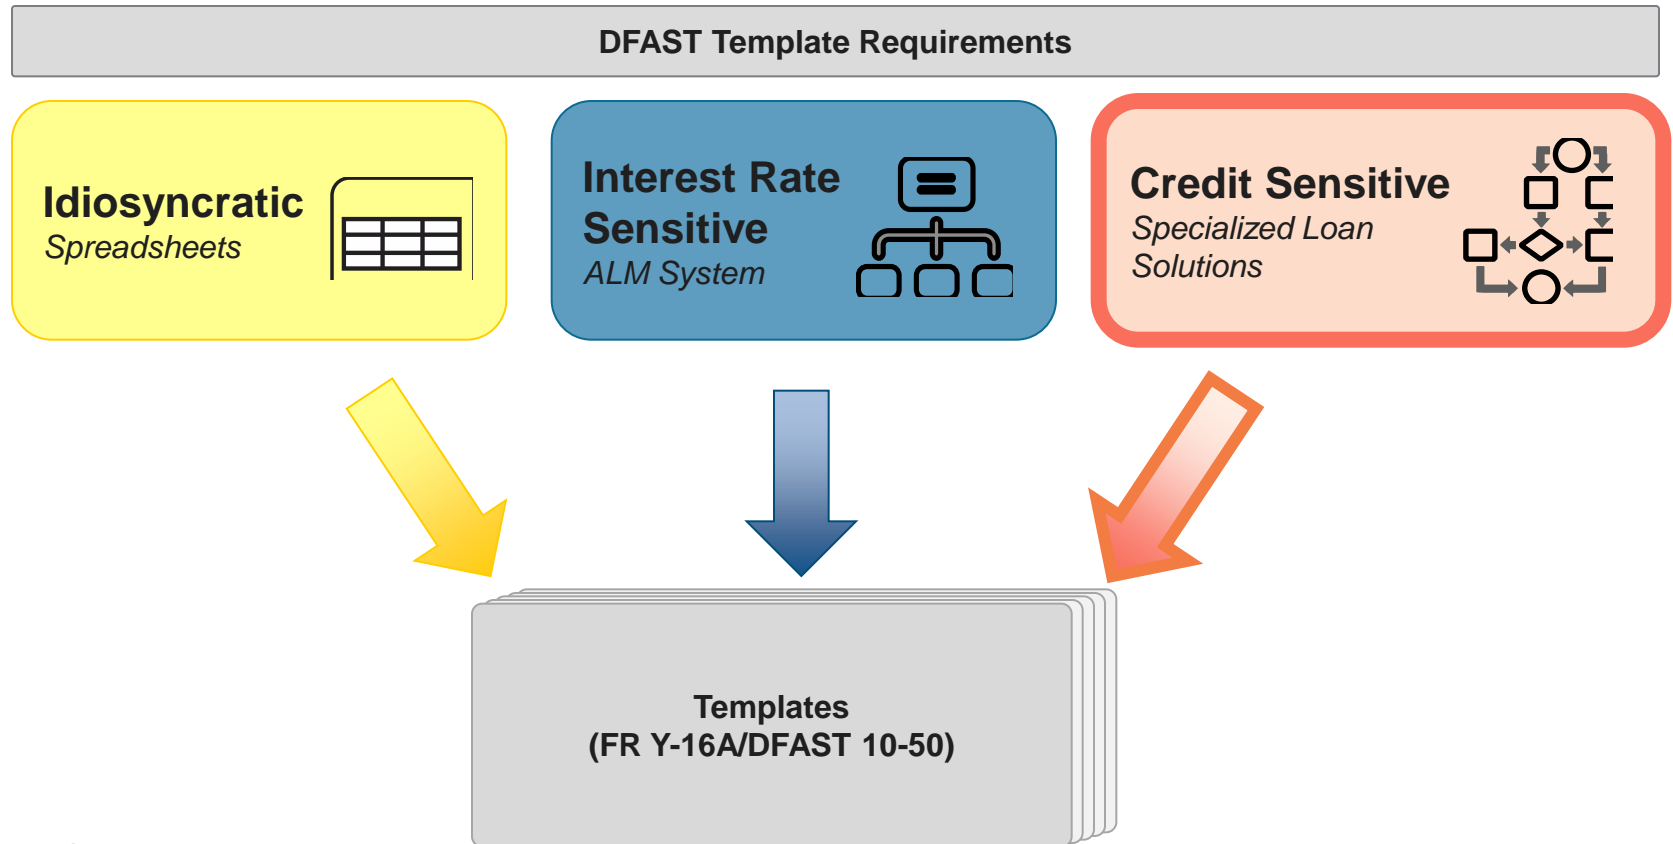 DFAST Template Requirements
Idiosyncratic
Spreadsheets
Interest Rate
Sensitive
ALM System
Credit Sensitive
Specialized Loan
Solutions
Templates
(FR Y-16A/DFAST 10-50)